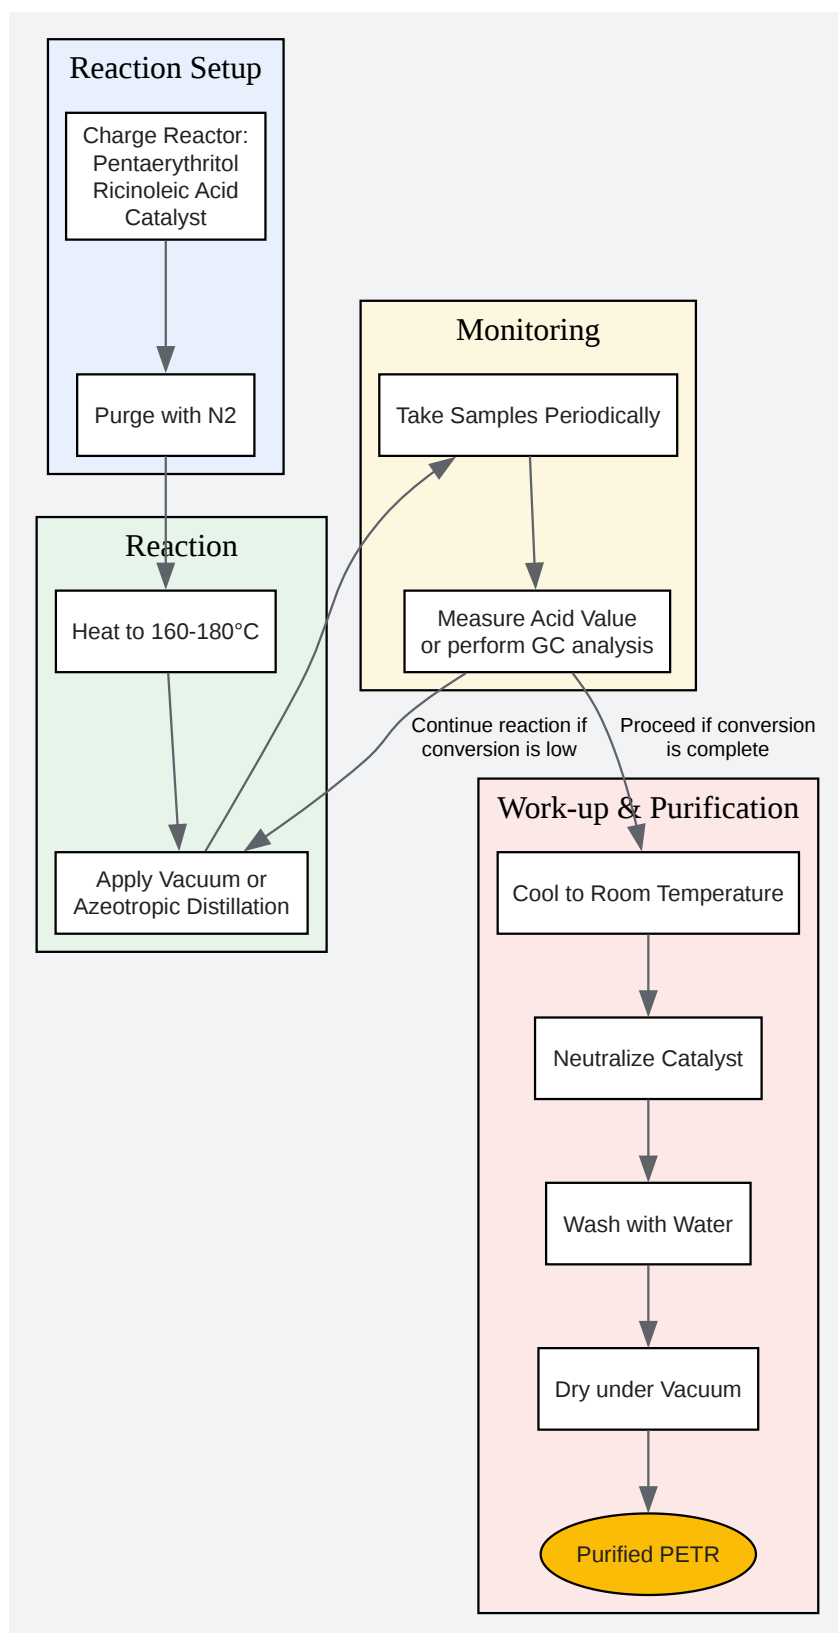 Reaction Setup
Charge Reactor:
Pentaerythritol
Ricinoleic Acid
Catalyst
Purge with N2
Reaction
Heat to 160-180°C
Apply Vacuum or
Azeotropic Distillation
Monitoring
Take Samples Periodically
Measure Acid Value
or perform GC analysis
Continue reaction if
conversion is low
Proceed if conversion
is complete
Work-up & Purification
Cool to Room Temperature
Neutralize Catalyst
Wash with Water
Dry under Vacuum
Purified PETR